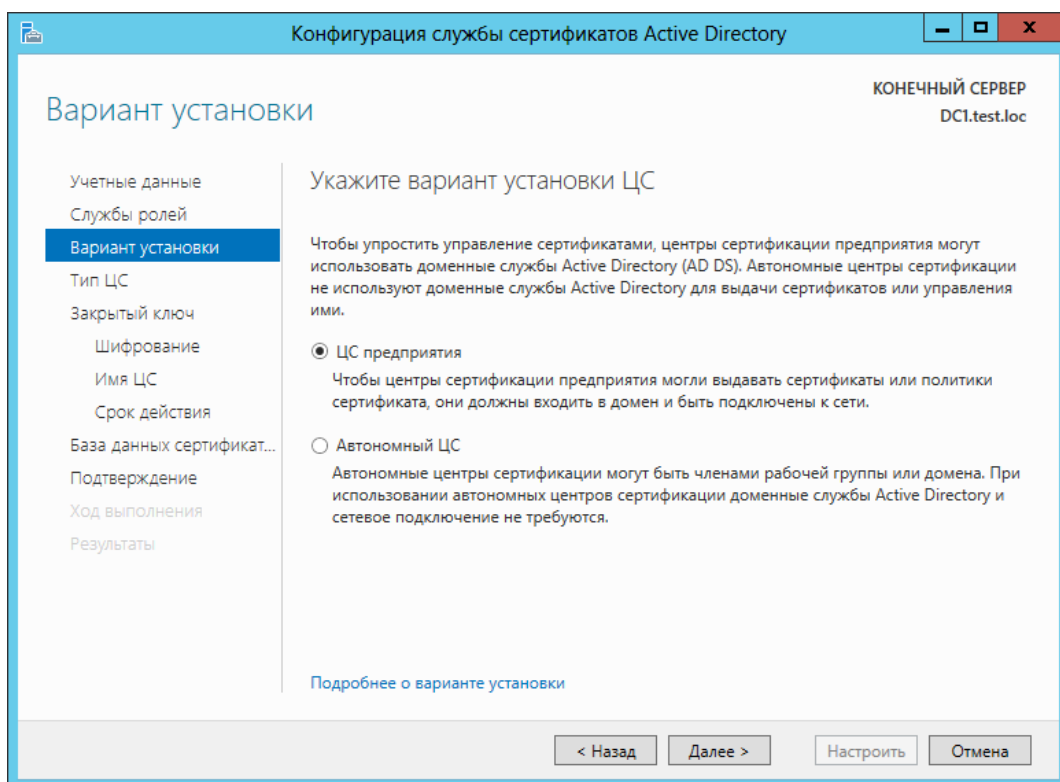 Конфигурация службы сертификатов Active Directory
Вариант установки
КОНЕЧНЫЙ СЕРВЕР
DC1.test.loc
Учетные данные
Службы ролей
Вариант установки
Тип ЦС
Закрытый ключ
Шифрование
Имя ЦС
Срок действия
База данных сертификат...
Подтверждение
Ход выполнения
Результаты
Укажите вариант установки ЦС
Чтобы упростить управление сертификатами, центры сертификации предприятия могут
использовать доменные службы Active Directory (AD DS). Автономные центры сертификации
не используют доменные службы Active Directory для выдачи сертификатов или управления
ими.
ЦС предприятия
Чтобы центры сертификации предприятия могли выдавать сертификаты или политики
сертификата, они должны входить в домен и быть подключены к сети.
Автономный ЦС
Автономные центры сертификации могут быть членами рабочей группы или домена. При
использовании автономных центров сертификации доменные службы Active Directory и
сетевое подключение не требуются.
Подробнее о варианте установки
< Назад
Далее >
Настроить
Отмена